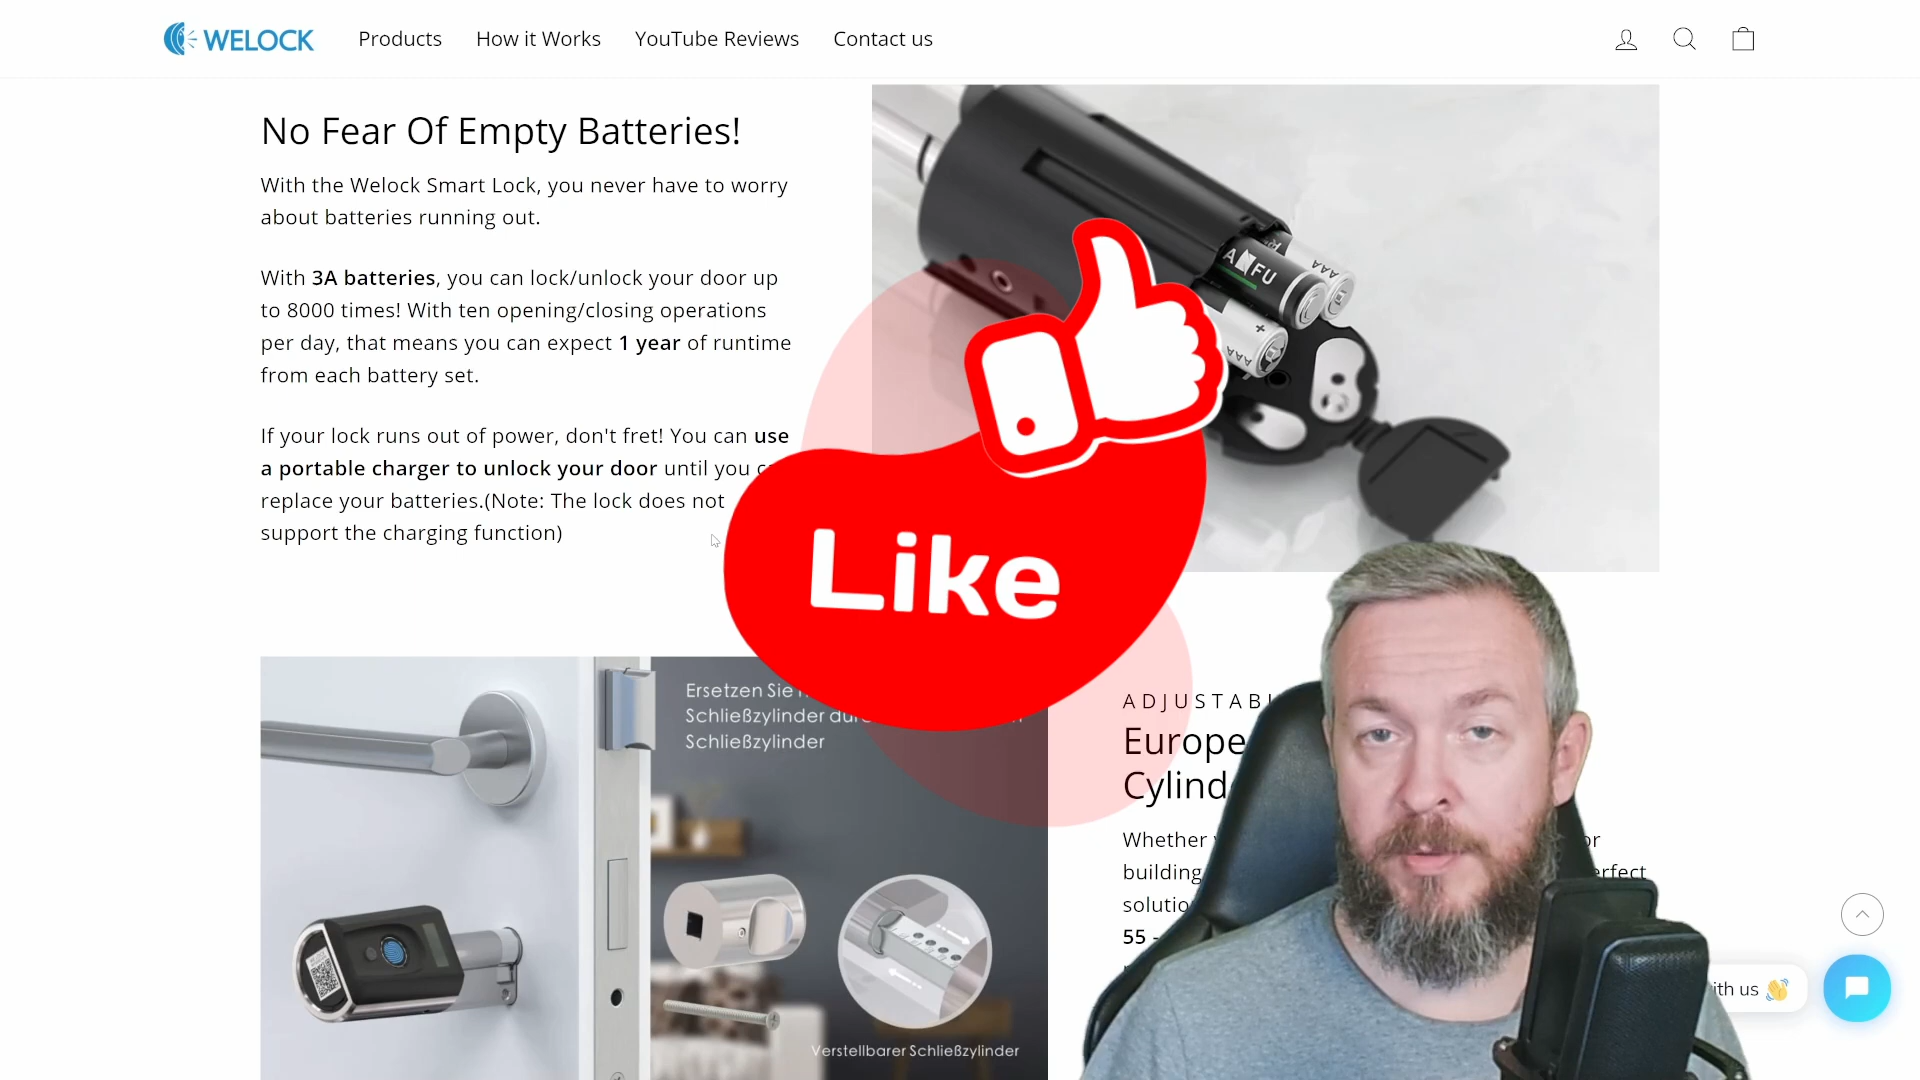 WELOCK
Products
How it Works
YouTube Reviews
Contact us
No Fear Of Empty Batteries!
With the Welock Smart Lock, you never have to worry
about batteries running out.
With 3A batteries, you can lock/unlock your door up
to 8000 times! With ten opening/closing operations
per day, that means you can expect 1 year of runtime
from each battery set.
If your lock runs out of power, don't fret! You can use
a portable charger to unlock your door until you
replace your batteries.(Note: The lock does not
support the charging function)
AAA
AAA
Like
Ersetzen Sie
Schließzylinder
Schließzylinder
Verstellbarer Schließzylinder
Whether
building
55 -
with us 👋